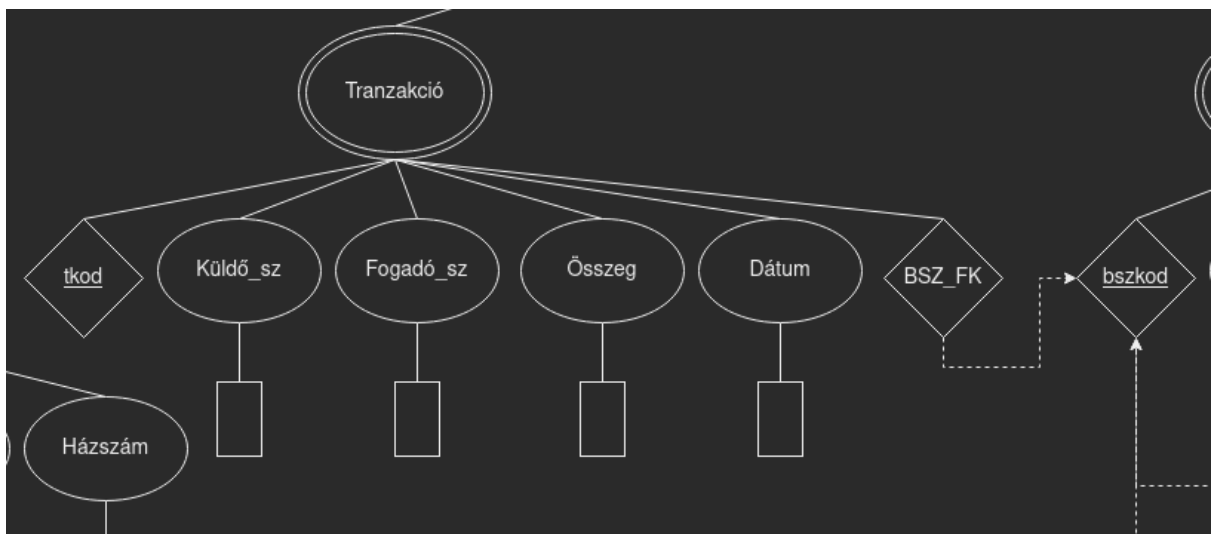 Tranzakció
tkod
Küldő_sz
Fogadó_sz
Összeg
Dátum
BSZ_FK
bszkod
Házszám